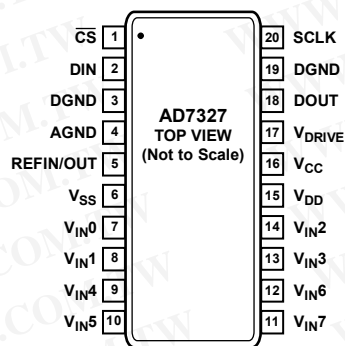 C̅S̅ 1
DIN 2
DGND 3
AGND 4
REFIN/OUT 5
VSS 6
VIN0 7
VIN1 8
VIN4 9
VIN5 10
AD7327
TOP VIEW
(Not to Scale)
20 SCLK
19 DGND
18 DOUT
17 VDRIVE
16 VCC
15 VDD
14 VIN2
13 VIN3
12 VIN6
11 VIN7